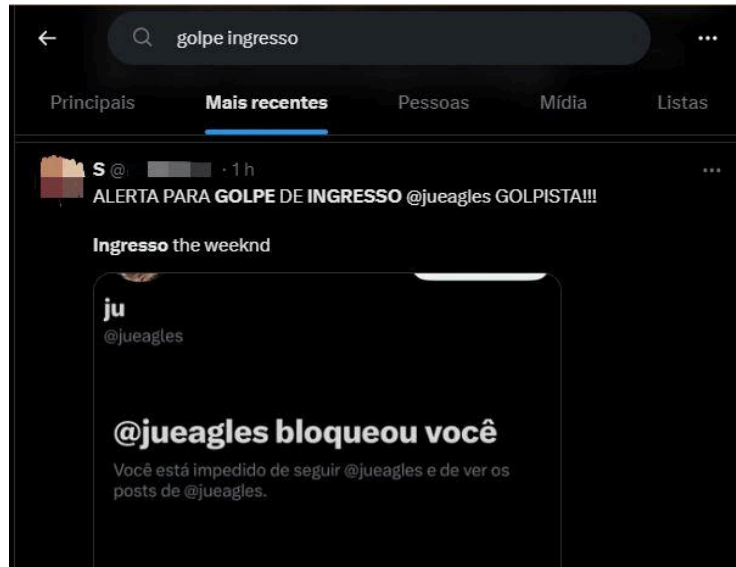 golpe ingresso
Principais Mais recentes Pessoas Mídia Listas
S @ · 1 h
ALERTA PARA GOLPE DE INGRESSO @jueagles GOLPISTA!!!
Ingresso the weeknd
ju
@jueagles
@jueagles bloqueou você
Você está impedido de seguir @jueagles e de ver os
posts de @jueagles.